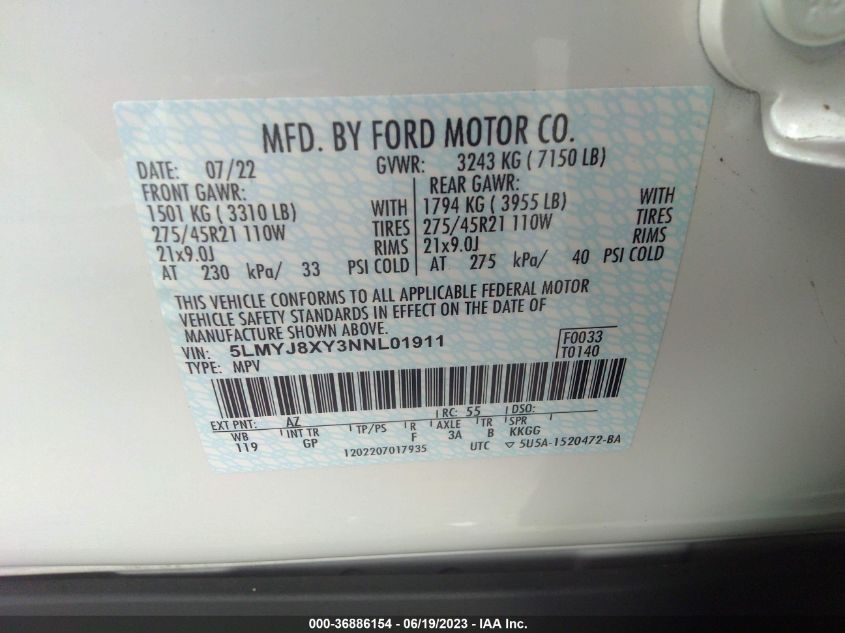 MFD. BY FORD MOTOR CO.
DATE: 07/22 GVWR: 3243 KG ( 7150 LB)
FRONT GAWR: REAR GAWR:
1501 KG ( 3310 LB) WITH 1794 KG ( 3955 LB) WITH
275/45R21 110W TIRES 275/45R21 110W TIRES
21x9.0J RIMS 21x9.0J RIMS
AT 230 kPa/ 33 PSI COLD AT 275 kPa/ 40 PSI COLD
THIS VEHICLE CONFORMS TO ALL APPLICABLE FEDERAL MOTOR
VEHICLE SAFETY STANDARDS IN EFFECT ON THE DATE OF
MANUFACTURE SHOWN ABOVE.
VIN: 5LMYJ8XY3NNL01911 F0033
TYPE: MPV T0140
EXT PNT: AZ RC: 55 DSO:
WB INT TR TP/PS R AXLE TR SPR
119 GP F 3A B KKGG
1202207017935 UTC 5U5A-1520472-BA
000-36886154 - 06/19/2023 - IAA Inc.